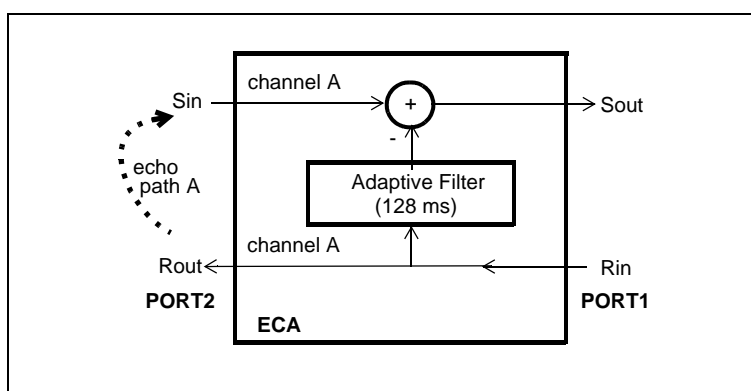 channel A
Sin
+
Sout
-
echo
path A
Adaptive Filter
(128 ms)
channel A
Rout
Rin
PORT2
PORT1
ECA